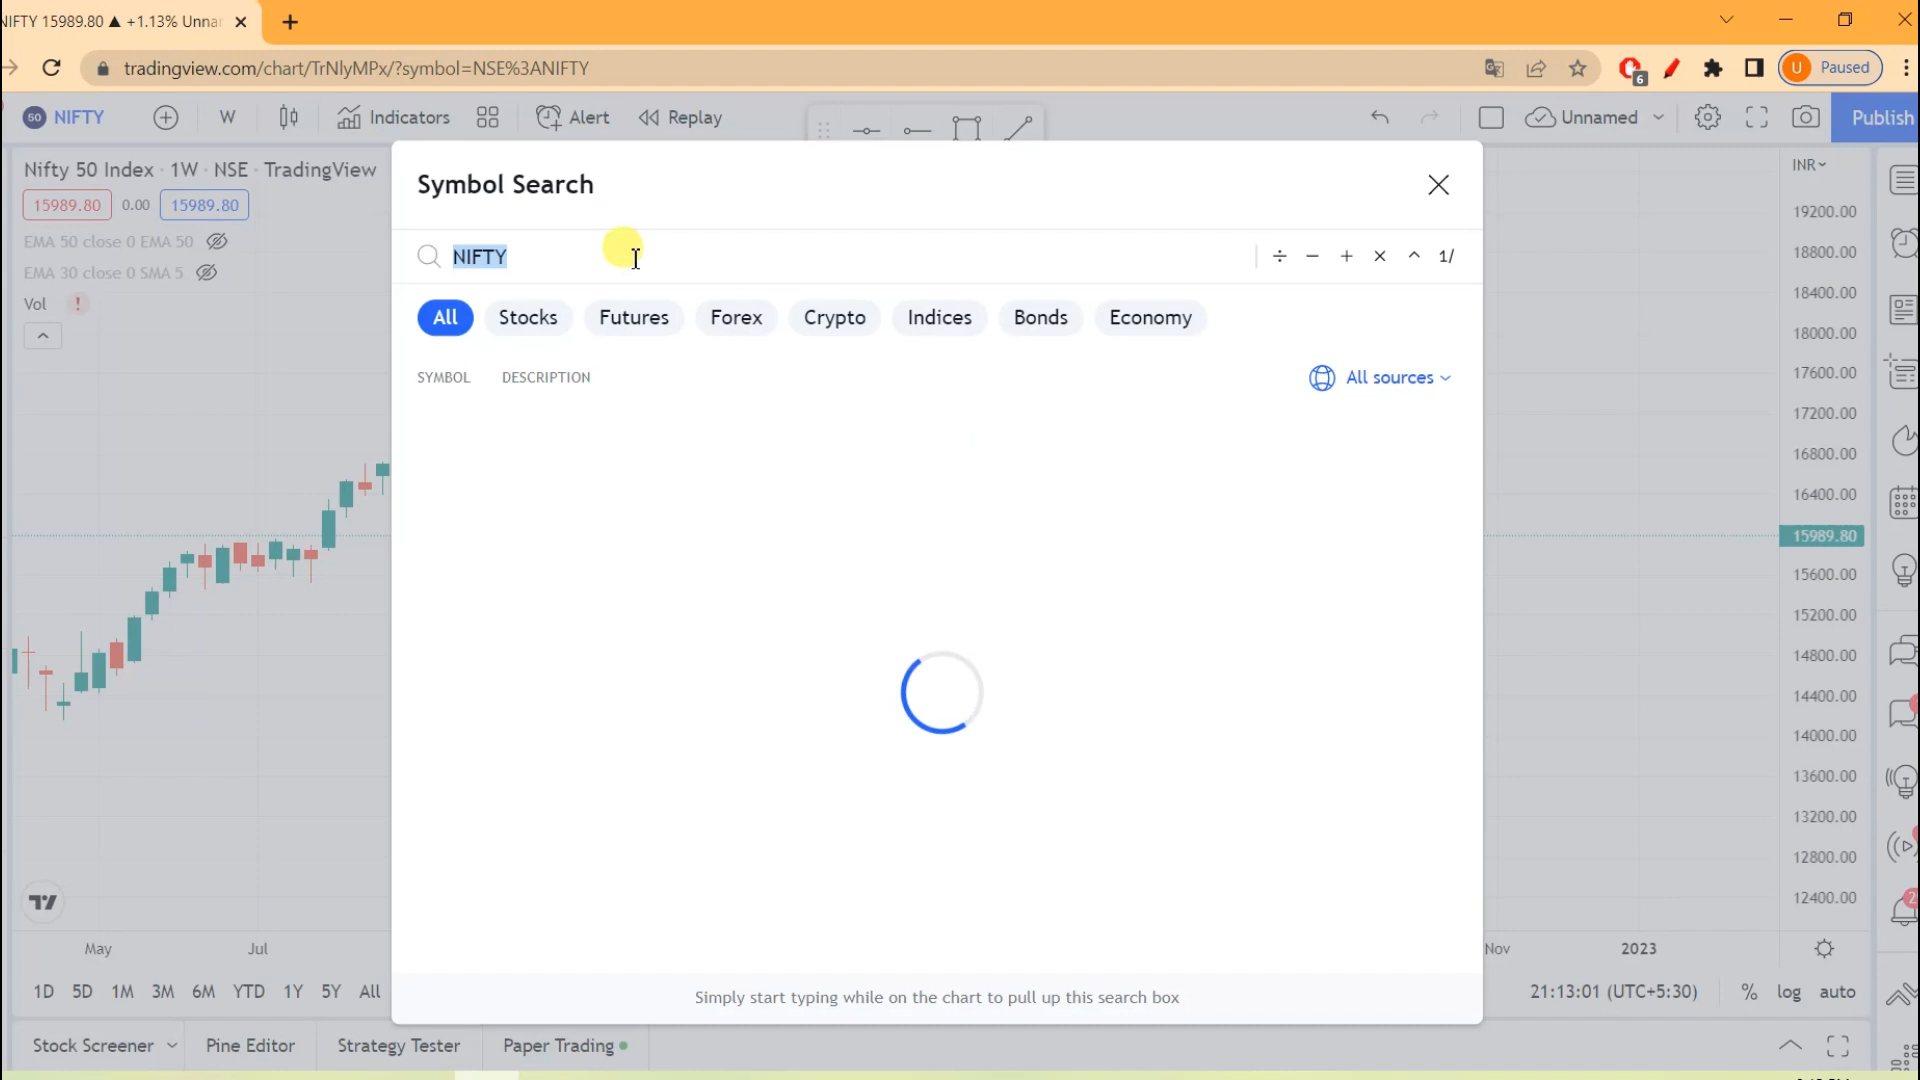 NIFTY 15989.80 ▲ +1.13% Unna
tradingview.com/chart/TrNlyMPx/?symbol=NSE%3ANIFTY
6
U Paused
50 NIFTY W Indicators Alert Replay Unnamed Publish
Nifty 50 Index · 1W · NSE · TradingView
15989.80 0.00 15989.80
EMA 50 close 0 EMA 50
EMA 30 close 0 SMA 5
Vol !
Symbol Search
NIFTY
÷ − + × ^ 1/
All Stocks Futures Forex Crypto Indices Bonds Economy
SYMBOL DESCRIPTION All sources
Simply start typing while on the chart to pull up this search box
INR
19200.00
18800.00
18400.00
18000.00
17600.00
17200.00
16800.00
16400.00
15989.80
15600.00
15200.00
14800.00
14400.00
14000.00
13600.00
13200.00
12800.00
12400.00
2
May Jul Nov 2023
1D 5D 1M 3M 6M YTD 1Y 5Y All 21:13:01 (UTC+5:30) % log auto
Stock Screener Pine Editor Strategy Tester Paper Trading